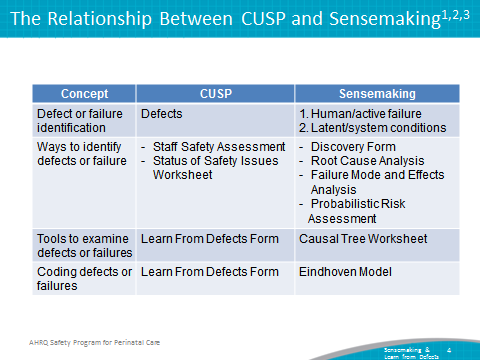 The Relationship Between CUSP and Sensemaking1,2,3
Concept CUSP Sensemaking
Defect or failure identification Defects 1. Human/active failure
2. Latent/system conditions
Ways to identify defects or failure - Staff Safety Assessment
- Status of Safety Issues Worksheet
- Discovery Form
- Root Cause Analysis
- Failure Mode and Effects Analysis
- Probabilistic Risk Assessment
Tools to examine defects or failures Learn From Defects Form Causal Tree Worksheet
Coding defects or failures Learn From Defects Form Eindhoven Model
AHRQ Safety Program for Perinatal Care
Sensemaking &
Learn from Defects
4